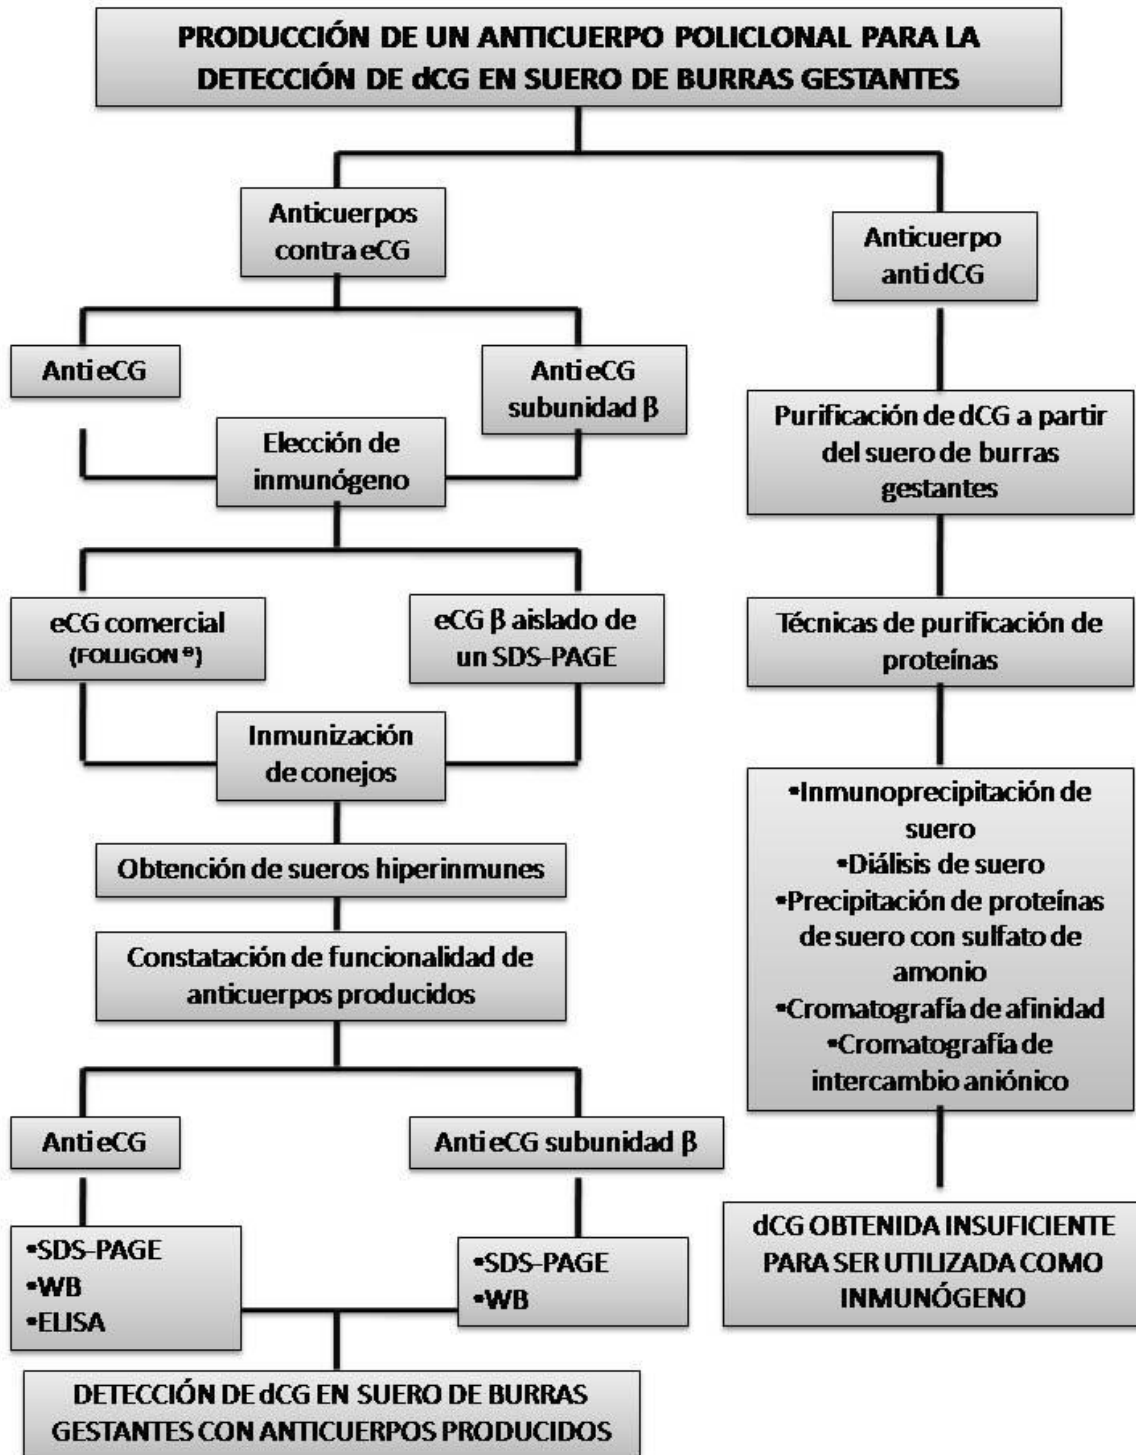 PRODUCCIÓN DE UN ANTICUERPO POLICLONAL PARA LA
DETECCIÓN DE dCG EN SUERO DE BURRAS GESTANTES
Anticuerpos
contra eCG
Anti eCG
Anti eCG
subunidad β
Elección de
inmunógeno
eCG comercial
(FOLLIGON ®)
eCG β aislado de
un SDS-PAGE
Inmunización
de conejos
Obtención de sueros hiperinmunes
Constatación de funcionalidad de
anticuerpos producidos
Anti eCG
Anti eCG subunidad β
•SDS-PAGE
•WB
•ELISA
•SDS-PAGE
•WB
DETECCIÓN DE dCG EN SUERO DE BURRAS
GESTANTES CON ANTICUERPOS PRODUCIDOS
Anticuerpo
anti dCG
Purificación de dCG a partir
del suero de burras
gestantes
Técnicas de purificación de
proteínas
•Inmunoprecipitación de
suero
•Diálisis de suero
•Precipitación de proteínas
de suero con sulfato de
amonio
•Cromatografía de afinidad
•Cromatografía de
intercambio aniónico
dCG OBTENIDA INSUFICIENTE
PARA SER UTILIZADA COMO
INMUNÓGENO